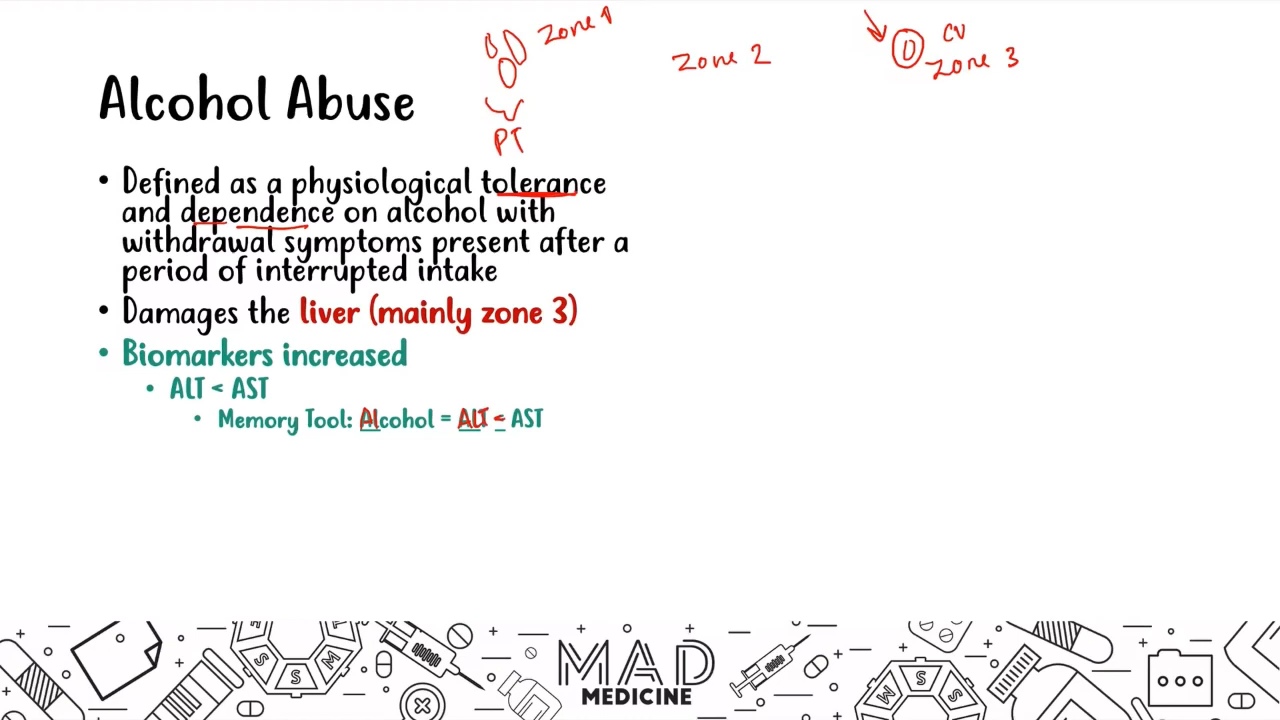 Zone 1
Zone 2
CV
Zone 3
PT
Alcohol Abuse
• Defined as a physiological tolerance
and dependence on alcohol with
withdrawal symptoms present after a
period of interrupted intake
• Damages the liver (mainly zone 3)
• Biomarkers increased
• ALT < AST
• Memory Tool: Alcohol = ALT < AST
MAD
MEDICINE